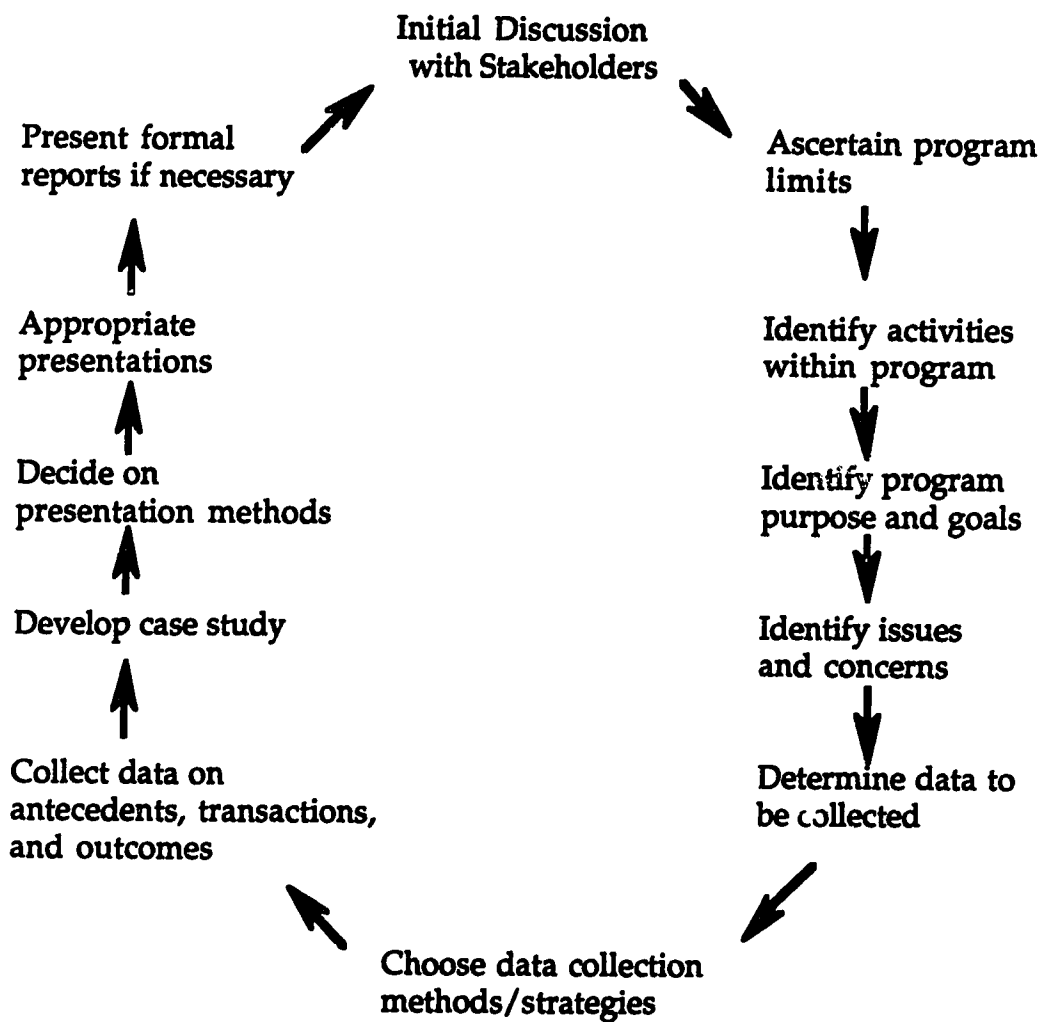 Initial Discussion
with Stakeholders
Ascertain program
limits
Identify activities
within program
Identify program
purpose and goals
Identify issues
and concerns
Determine data to
be collected
Choose data collection
methods/strategies
Collect data on
antecedents, transactions,
and outcomes
Develop case study
Decide on
presentation methods
Appropriate
presentations
Present formal
reports if necessary